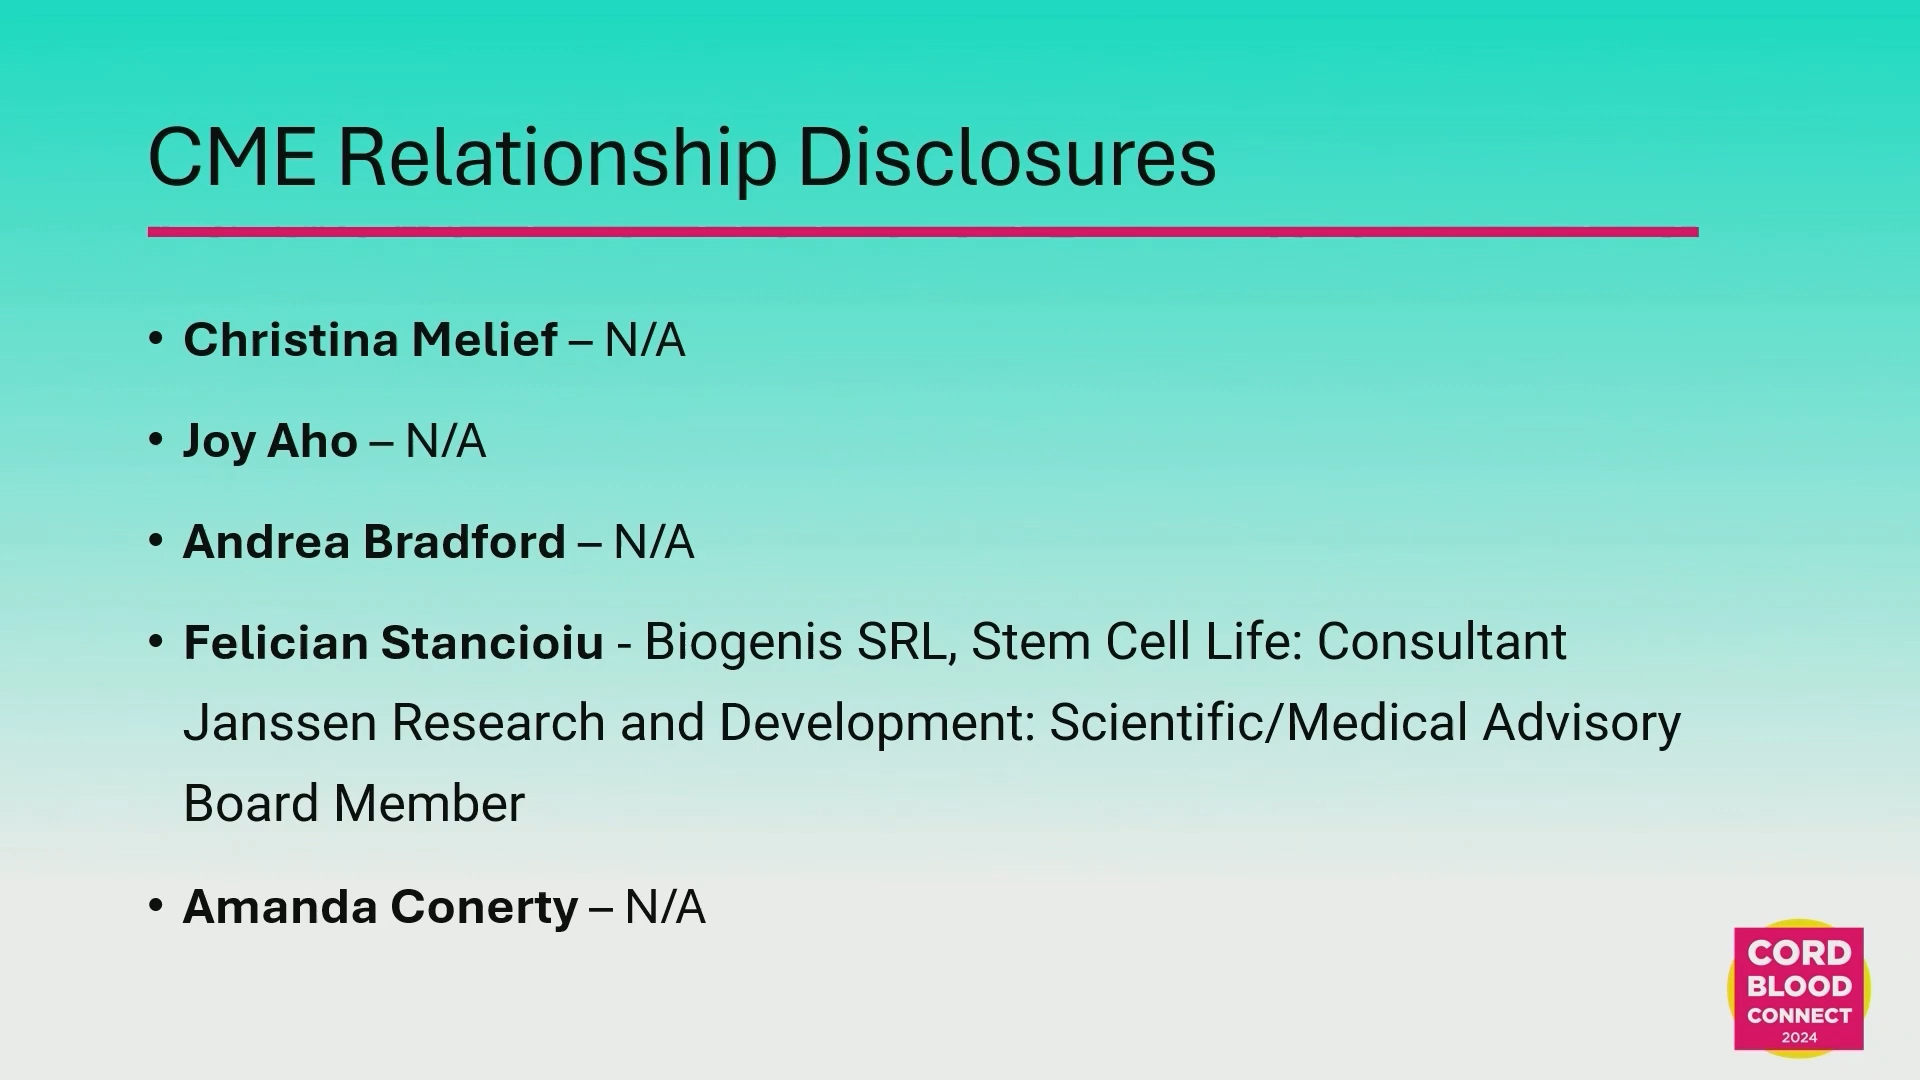 CME Relationship Disclosures
• Christina Melief – N/A
• Joy Aho – N/A
• Andrea Bradford – N/A
• Felician Stancioiu - Biogenis SRL, Stem Cell Life: Consultant
Janssen Research and Development: Scientific/Medical Advisory
Board Member
• Amanda Conerty – N/A
CORD
BLOOD
CONNECT
2024